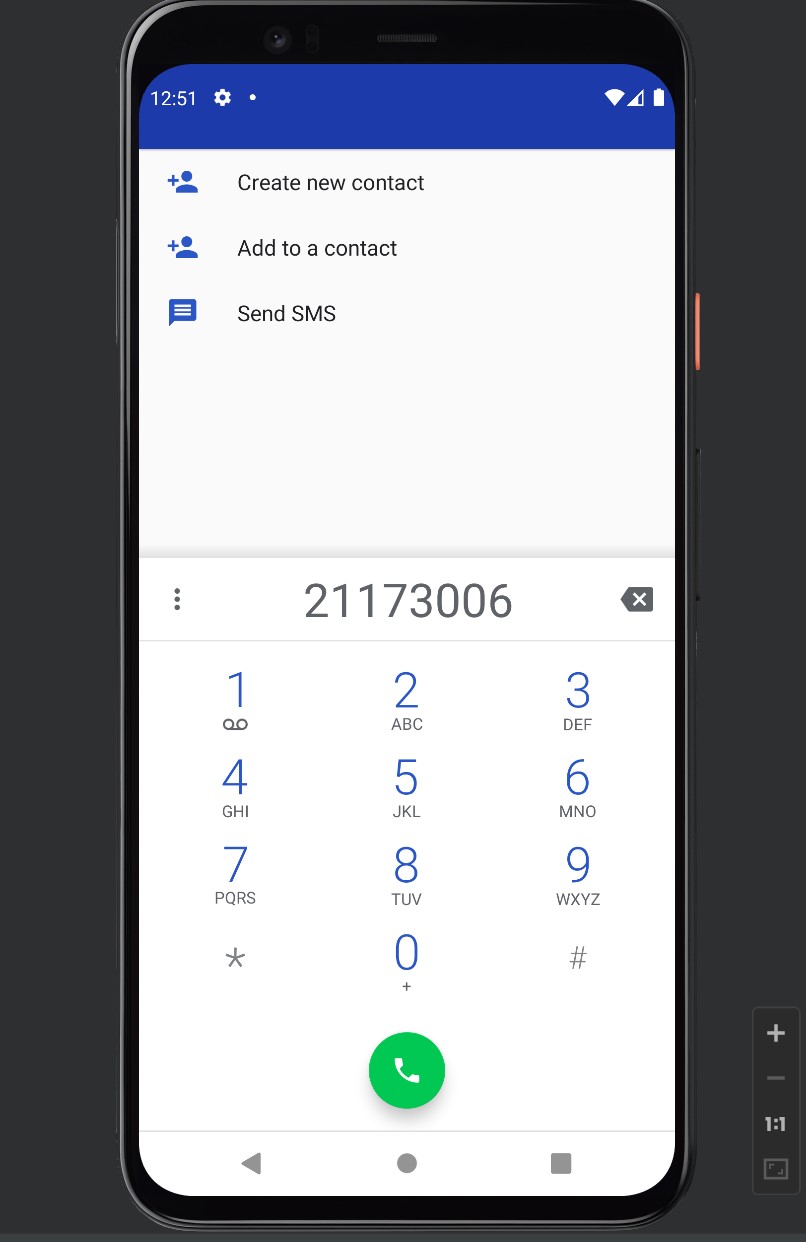 12:51
Create new contact
Add to a contact
Send SMS
21173006
1 2 3
ABC DEF
4 5 6
GHI JKL MNO
7 8 9
PQRS TUV WXYZ
* 0 #
+
1:1